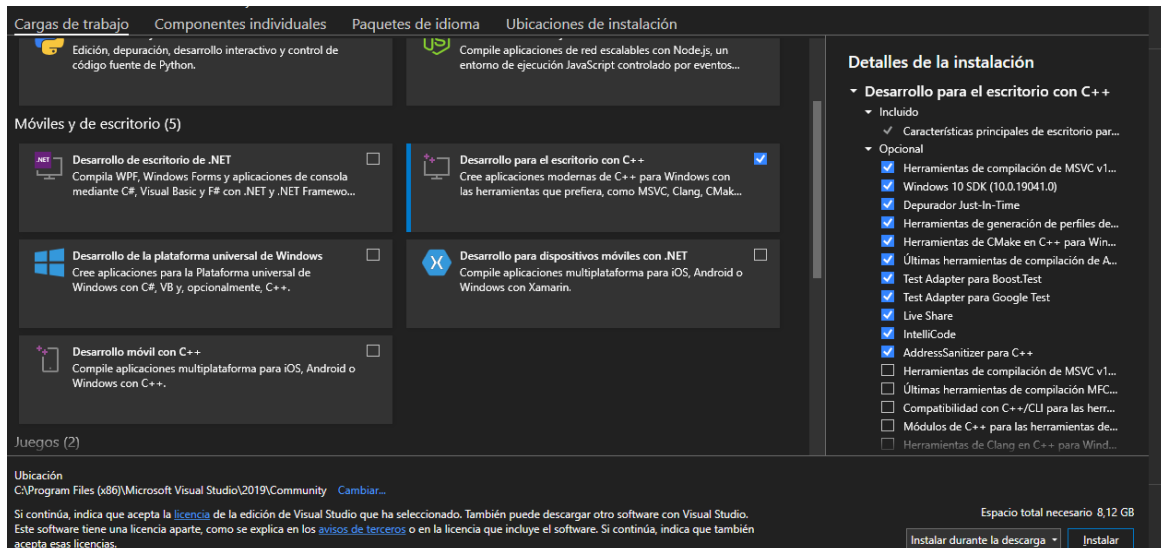 Cargas de trabajo
Componentes individuales
Paquetes de idioma
Ubicaciones de instalación
Edición, depuración, desarrollo interactivo y control de
código fuente de Python.
Compile aplicaciones de red escalables con Node.js, un
entorno de ejecución JavaScript controlado por eventos...
Móviles y de escritorio (5)
.NET
Desarrollo de escritorio de .NET
Compila WPF, Windows Forms y aplicaciones de consola
mediante C#, Visual Basic y F# con .NET y .NET Framewo...
Desarrollo para el escritorio con C++
Cree aplicaciones modernas de C++ para Windows con
las herramientas que prefiera, como MSVC, Clang, CMak...
Desarrollo de la plataforma universal de Windows
Cree aplicaciones para la Plataforma universal de
Windows con C#, VB y, opcionalmente, C++.
Desarrollo para dispositivos móviles con .NET
Compile aplicaciones multiplataforma para iOS, Android o
Windows con Xamarin.
Desarrollo móvil con C++
Compile aplicaciones multiplataforma para iOS, Android o
Windows con C++.
Juegos (2)
Detalles de la instalación
Desarrollo para el escritorio con C++
Incluido
Características principales de escritorio par...
Opcional
Herramientas de compilación de MSVC v1...
Windows 10 SDK (10.0.19041.0)
Depurador Just-In-Time
Herramientas de generación de perfiles de...
Herramientas de CMake en C++ para Win...
Últimas herramientas de compilación de A...
Test Adapter para Boost.Test
Test Adapter para Google Test
Live Share
IntelliCode
AddressSanitizer para C++
Herramientas de compilación de MSVC v1...
Últimas herramientas de compilación MFC...
Compatibilidad con C++/CLI para las herr...
Módulos de C++ para las herramientas de...
Herramientas de Clang en C++ para Wind...
Ubicación
C:\Program Files (x86)\Microsoft Visual Studio\2019\Community Cambiar...
Si continúa, indica que acepta la licencia de la edición de Visual Studio que ha seleccionado. También puede descargar otro software con Visual Studio.
Este software tiene una licencia aparte, como se explica en los avisos de terceros o en la licencia que incluye el software. Si continúa, indica que también
acepta esas licencias.
Espacio total necesario 8,12 GB
Instalar durante la descarga
Instalar